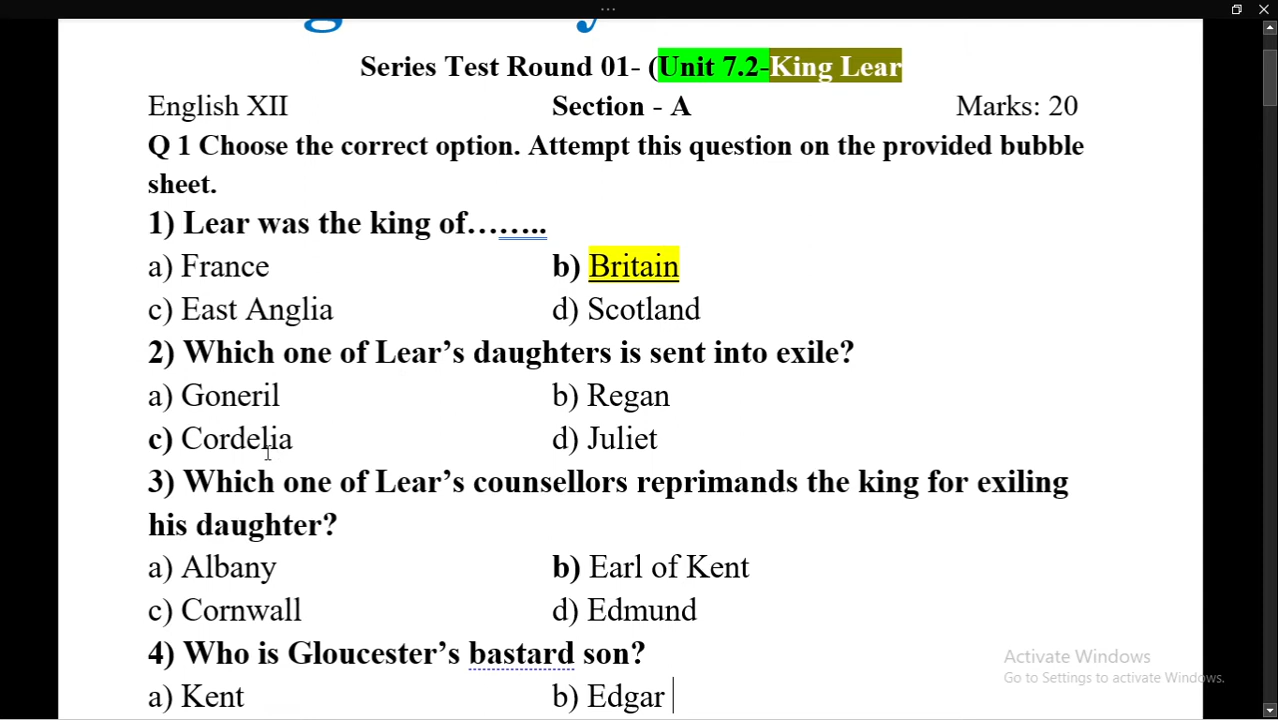 Series Test Round 01- (Unit 7.2-King Lear
English XII Section - A Marks: 20
Q 1 Choose the correct option. Attempt this question on the provided bubble
sheet.
1) Lear was the king of……..
a) France b) Britain
c) East Anglia d) Scotland
2) Which one of Lear’s daughters is sent into exile?
a) Goneril b) Regan
c) Cordelia d) Juliet
3) Which one of Lear’s counsellors reprimands the king for exiling
his daughter?
a) Albany b) Earl of Kent
c) Cornwall d) Edmund
4) Who is Gloucester’s bastard son?
a) Kent b) Edgar
Activate Windows
Go to Settings to activate Windows.